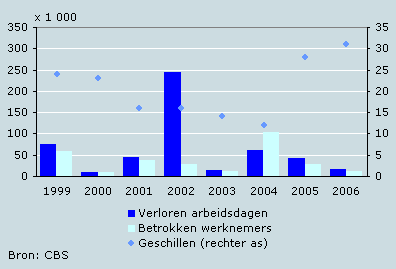 x 1 000
350 35
300 30
250 25
200 20
150 15
100 10
50 5
0 0
1999 2000 2001 2002 2003 2004 2005 2006
Verloren arbeidsdagen
Betrokken werknemers
Geschillen (rechter as)
Bron: CBS